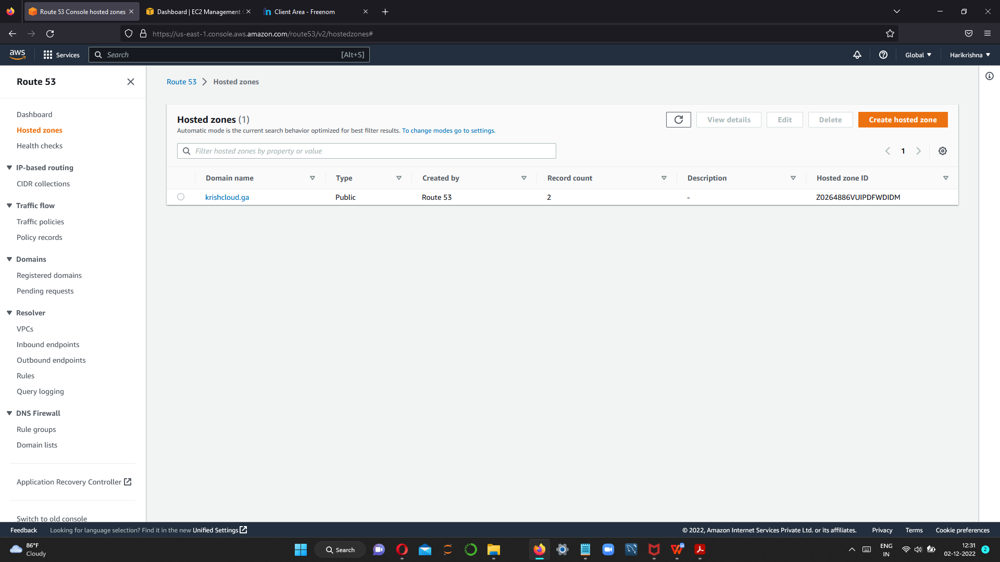 Route 53 Console hosted zones
Dashboard | EC2 Management C
Client Area - Freenom
https://us-east-1.console.aws.amazon.com/route53/v2/hostedzones#
aws
Services
Search
[Alt+S]
Global
Harikrishna
Route 53
Dashboard
Hosted zones
Health checks
IP-based routing
CIDR collections
Traffic flow
Traffic policies
Policy records
Domains
Registered domains
Pending requests
Resolver
VPCs
Inbound endpoints
Outbound endpoints
Rules
Query logging
DNS Firewall
Rule groups
Domain lists
Application Recovery Controller
Switch to old console
Route 53 > Hosted zones
Hosted zones (1)
Automatic mode is the current search behavior optimized for best filter results. To change modes go to settings.
View details
Edit
Delete
Create hosted zone
Filter hosted zones by property or value
1
Domain name Type Created by Record count Description Hosted zone ID
krishcloud.ga Public Route 53 2 - Z0264886VUIPDFWDIDM
Feedback
Looking for language selection? Find it in the new Unified Settings
© 2022, Amazon Internet Services Private Ltd. or its affiliates.
Privacy
Terms
Cookie preferences
86°F
Cloudy
Search
ENG
IN
12:31
02-12-2022
2